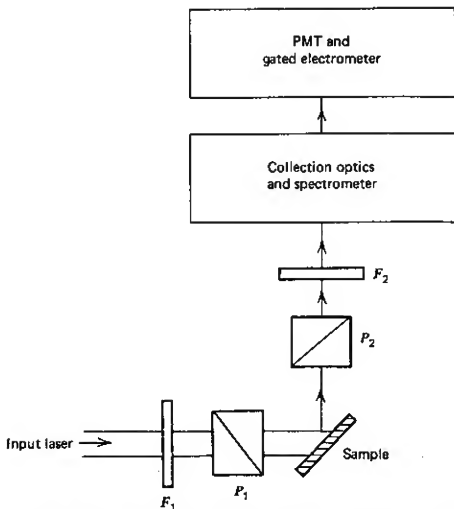 PMT and
gated electrometer
Collection optics
and spectrometer
F₂
P₂
Input laser
Sample
F₁
P₁